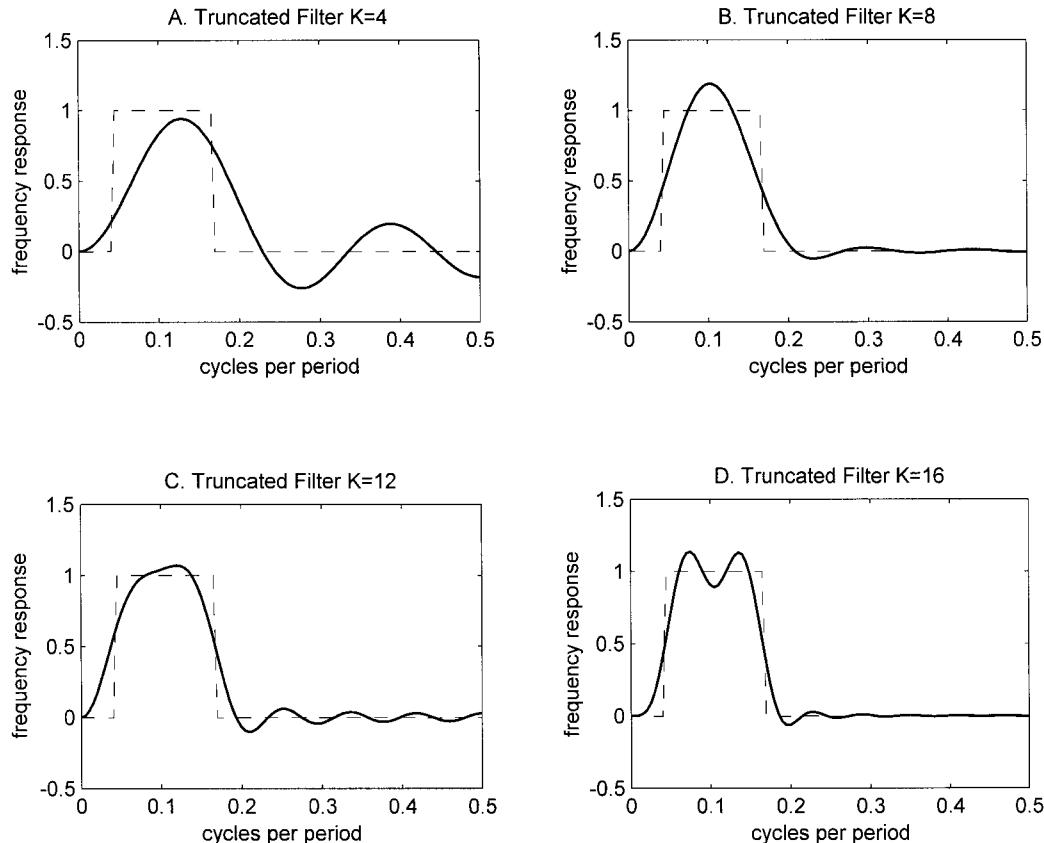 A. Truncated Filter K=4
1.5
1
0.5
0
-0.5
frequency response
0 0.1 0.2 0.3 0.4 0.5
cycles per period
B. Truncated Filter K=8
1.5
1
0.5
0
-0.5
frequency response
0 0.1 0.2 0.3 0.4 0.5
cycles per period
C. Truncated Filter K=12
1.5
1
0.5
0
-0.5
frequency response
0 0.1 0.2 0.3 0.4 0.5
cycles per period
D. Truncated Filter K=16
1.5
1
0.5
0
-0.5
frequency response
0 0.1 0.2 0.3 0.4 0.5
cycles per period